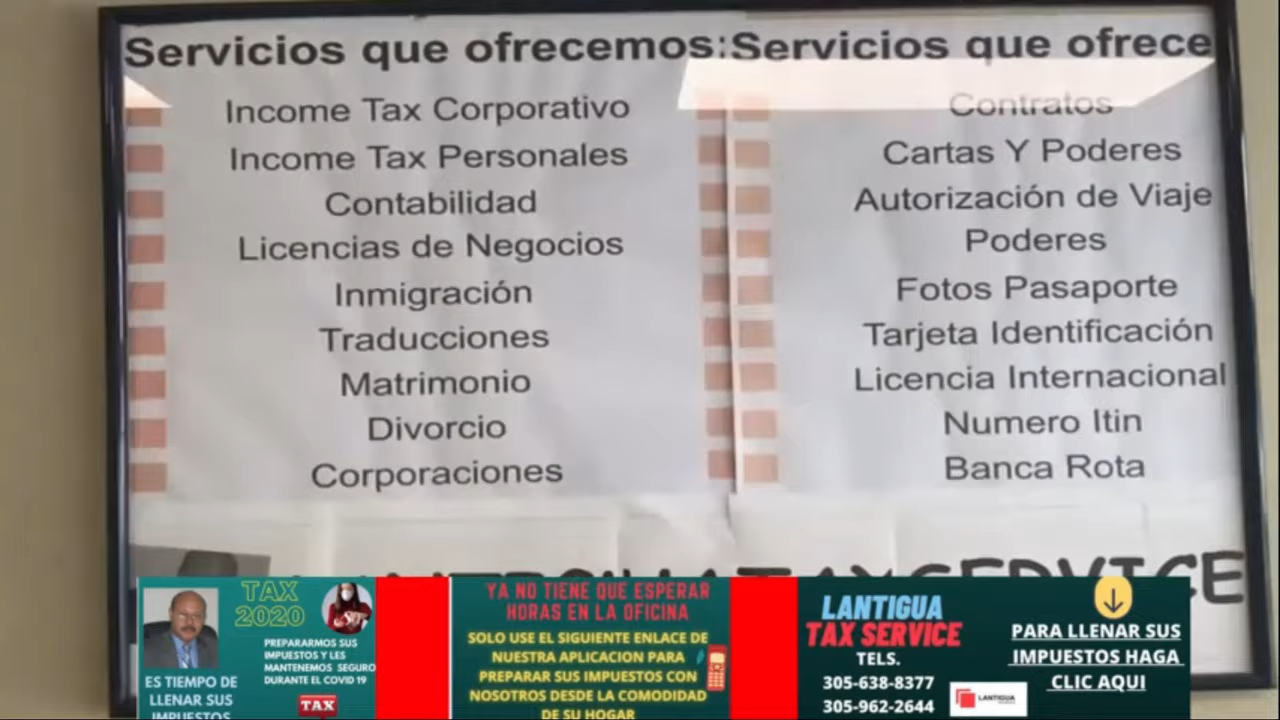 Servicios que ofrecemos:
Income Tax Corporativo
Income Tax Personales
Contabilidad
Licencias de Negocios
Inmigración
Traducciones
Matrimonio
Divorcio
Corporaciones
Servicios que ofrece
Contratos
Cartas Y Poderes
Autorización de Viaje
Poderes
Fotos Pasaporte
Tarjeta Identificación
Licencia Internacional
Numero Itin
Banca Rota
TAX SERVICE
TAX
2020
PREPARARMOS SUS
IMPUESTOS Y LES
MANTENEMOS SEGURO
DURANTE EL COVID 19
ES TIEMPO DE
LLENAR SUS
IMPUESTOS
TAX
YA NO TIENE QUE ESPERAR
HORAS EN LA OFICINA
SOLO USE EL SIGUIENTE ENLACE DE
NUESTRA APLICACION PARA
PREPARAR SUS IMPUESTOS CON
NOSOTROS DESDE LA COMODIDAD
DE SU HOGAR
LANTIGUA
TAX SERVICE
TELS.
305-638-8377
305-962-2644
LANTIGUA
PARA LLENAR SUS
IMPUESTOS HAGA
CLIC AQUI